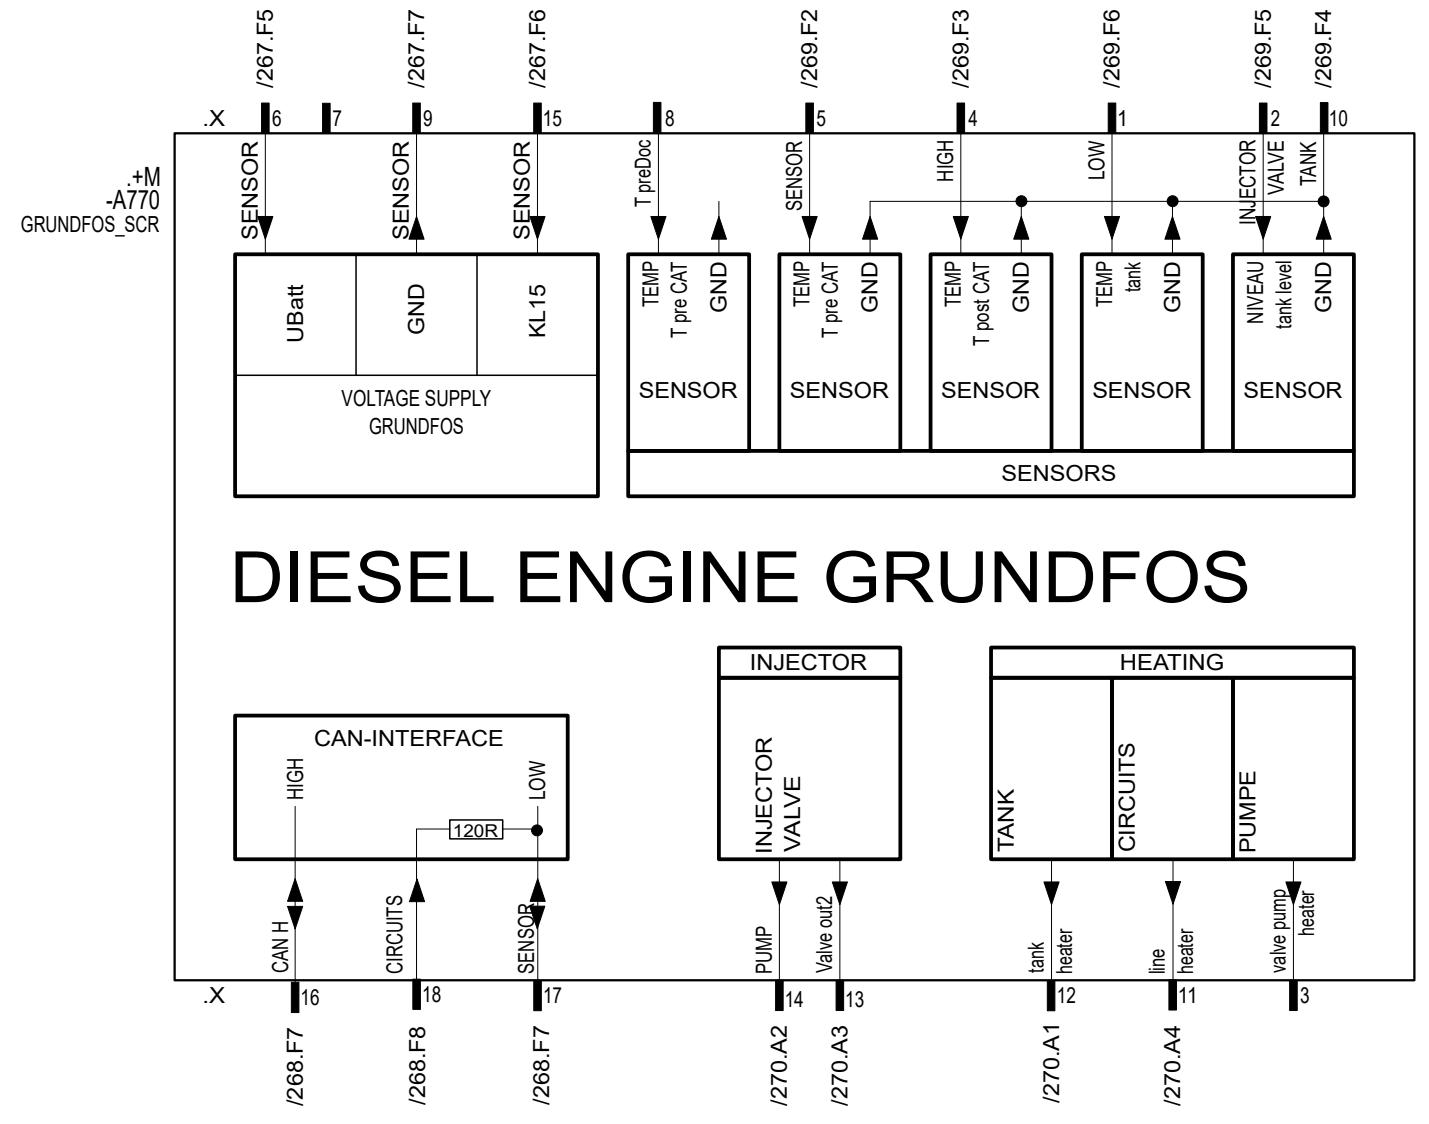 /267.F5
/267.F7
/267.F6
/269.F2
/269.F3
/269.F6
/269.F5
/269.F4
.X
6
7
9
15
8
5
4
1
2
10
.+M
-A770
GRUNDFOS_SCR
SENSOR
SENSOR
SENSOR
T preDoc
SENSOR
HIGH
LOW
INJECTOR
VALVE
TANK
UBatt
GND
KL15
VOLTAGE SUPPLY
GRUNDFOS
TEMP
T pre CAT
GND
SENSOR
TEMP
T pre CAT
GND
SENSOR
TEMP
T post CAT
GND
SENSOR
TEMP
tank
GND
SENSOR
NIVEAU
tank level
GND
SENSOR
SENSORS
DIESEL ENGINE GRUNDFOS
CAN-INTERFACE
HIGH
LOW
120R
INJECTOR
INJECTOR
VALVE
HEATING
TANK
CIRCUITS
PUMPE
CAN H
CIRCUITS
SENSOR
PUMP
Valve out2
tank
heater
line
heater
valve pump
heater
.X
16
18
17
14
13
12
11
3
/268.F7
/268.F8
/268.F7
/270.A2
/270.A3
/270.A1
/270.A4